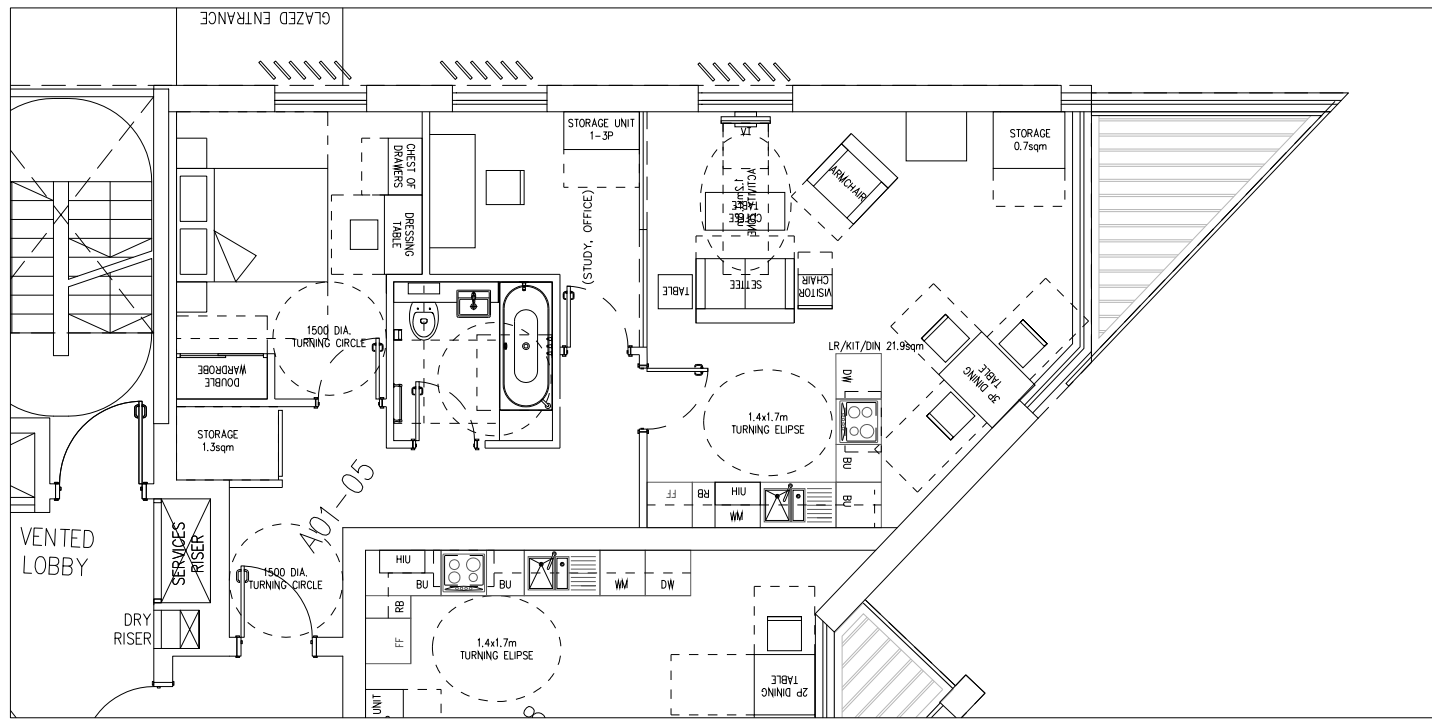 GLAZED ENTRANCE
STORAGE UNIT
1-3P
STORAGE
0.7sqm
CHEST OF
DRAWERS
DRESSING
TABLE
(STUDY, OFFICE)
TV
ACTIVITY ZONE
COFFEE
TABLE
ARMCHAIR
TABLE
SETTEE
VISITOR
CHAIR
1500 DIA.
TURNING CIRCLE
DOUBLE
WARDROBE
LR/KIT/DIN 21.9sqm
DW
3P DINING
TABLE
1.4x1.7m
TURNING ELIPSE
STORAGE
1.3sqm
BU
FF
RB
HIU
WM
BU
A01-05
VENTED
LOBBY
SERVICES
RISER
1500 DIA.
TURNING CIRCLE
HIU
BU
BU
WM
DW
RB
FF
DRY
RISER
1.4x1.7m
TURNING ELIPSE
2P DINING
TABLE
UNIT